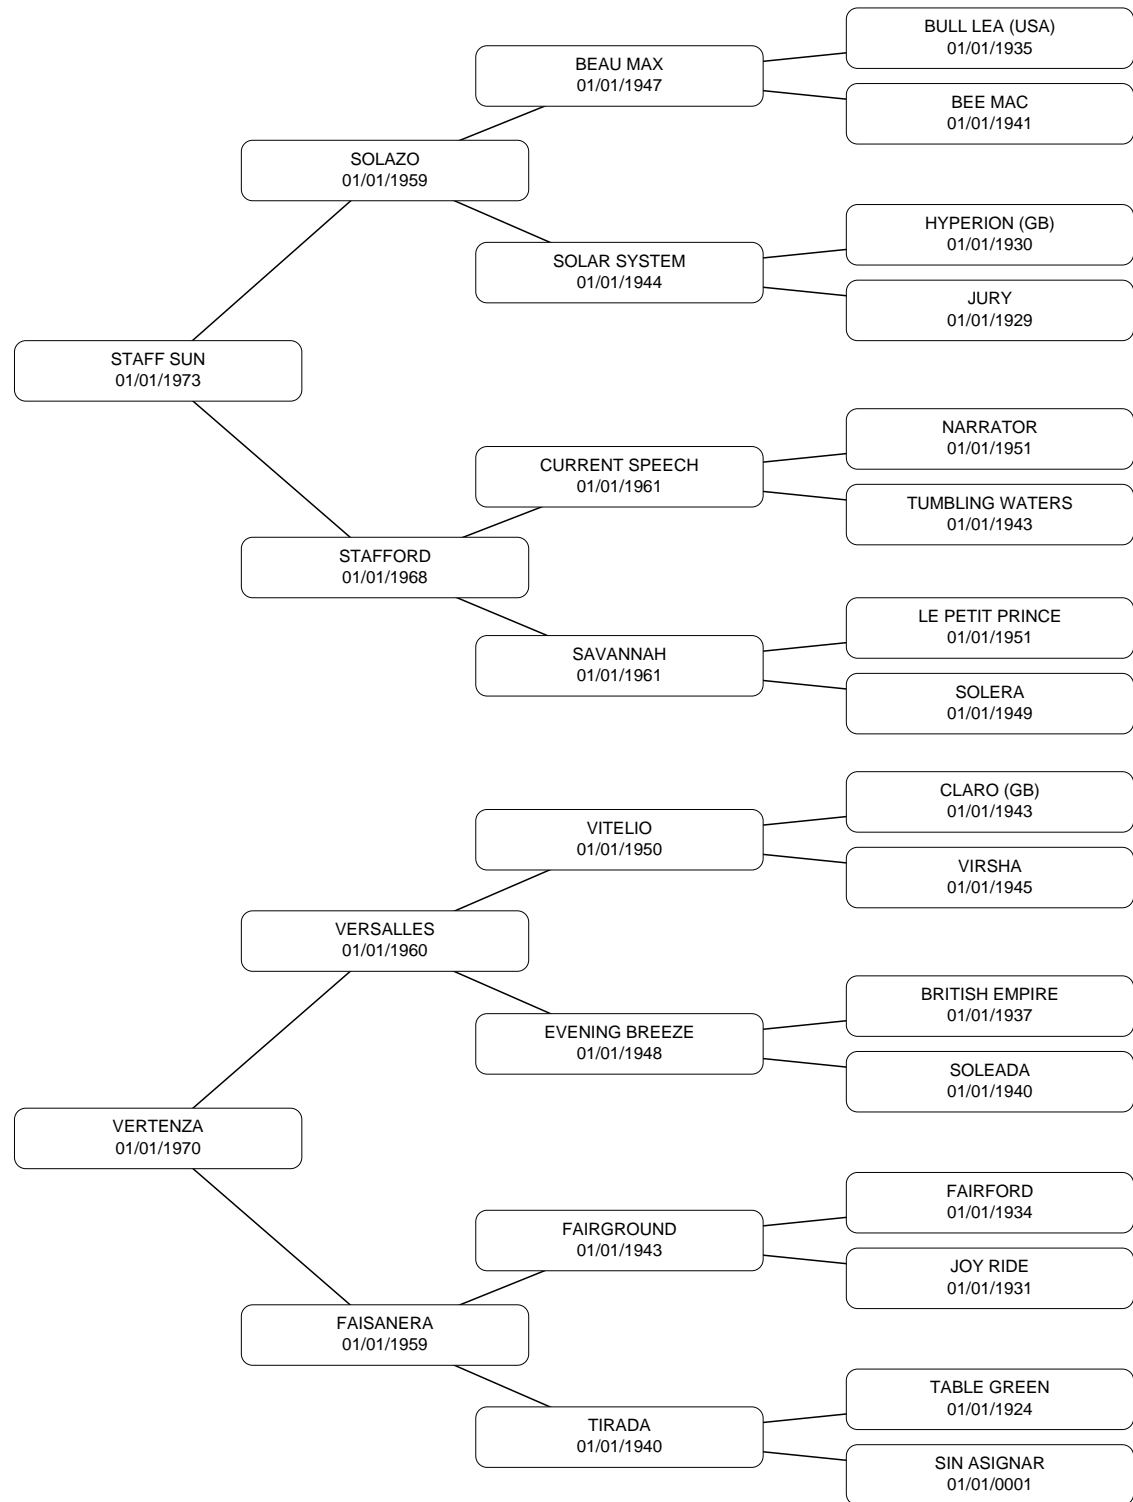 BULL LEA (USA)
01/01/1935
BEAU MAX
01/01/1947
BEE MAC
01/01/1941
SOLAZO
01/01/1959
HYPERION (GB)
01/01/1930
SOLAR SYSTEM
01/01/1944
JURY
01/01/1929
STAFF SUN
01/01/1973
NARRATOR
01/01/1951
CURRENT SPEECH
01/01/1961
TUMBLING WATERS
01/01/1943
STAFFORD
01/01/1968
LE PETIT PRINCE
01/01/1951
SAVANNAH
01/01/1961
SOLERA
01/01/1949
CLARO (GB)
01/01/1943
VITELIO
01/01/1950
VIRSHA
01/01/1945
VERSALLES
01/01/1960
BRITISH EMPIRE
01/01/1937
EVENING BREEZE
01/01/1948
SOLEADA
01/01/1940
VERTENZA
01/01/1970
FAIRFORD
01/01/1934
FAIRGROUND
01/01/1943
JOY RIDE
01/01/1931
FAISANERA
01/01/1959
TABLE GREEN
01/01/1924
TIRADA
01/01/1940
SIN ASIGNAR
01/01/0001